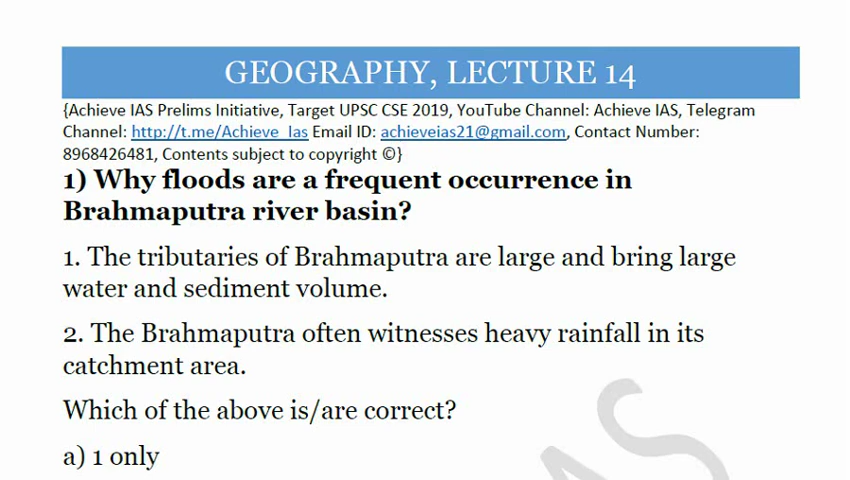 GEOGRAPHY, LECTURE 14
{Achieve IAS Prelims Initiative, Target UPSC CSE 2019, YouTube Channel: Achieve IAS, Telegram
Channel: http://t.me/Achieve_Ias Email ID: achieveias21@gmail.com, Contact Number:
8968426481, Contents subject to copyright ©}
1) Why floods are a frequent occurrence in
Brahmaputra river basin?
1. The tributaries of Brahmaputra are large and bring large
water and sediment volume.
2. The Brahmaputra often witnesses heavy rainfall in its
catchment area.
Which of the above is/are correct?
a) 1 only